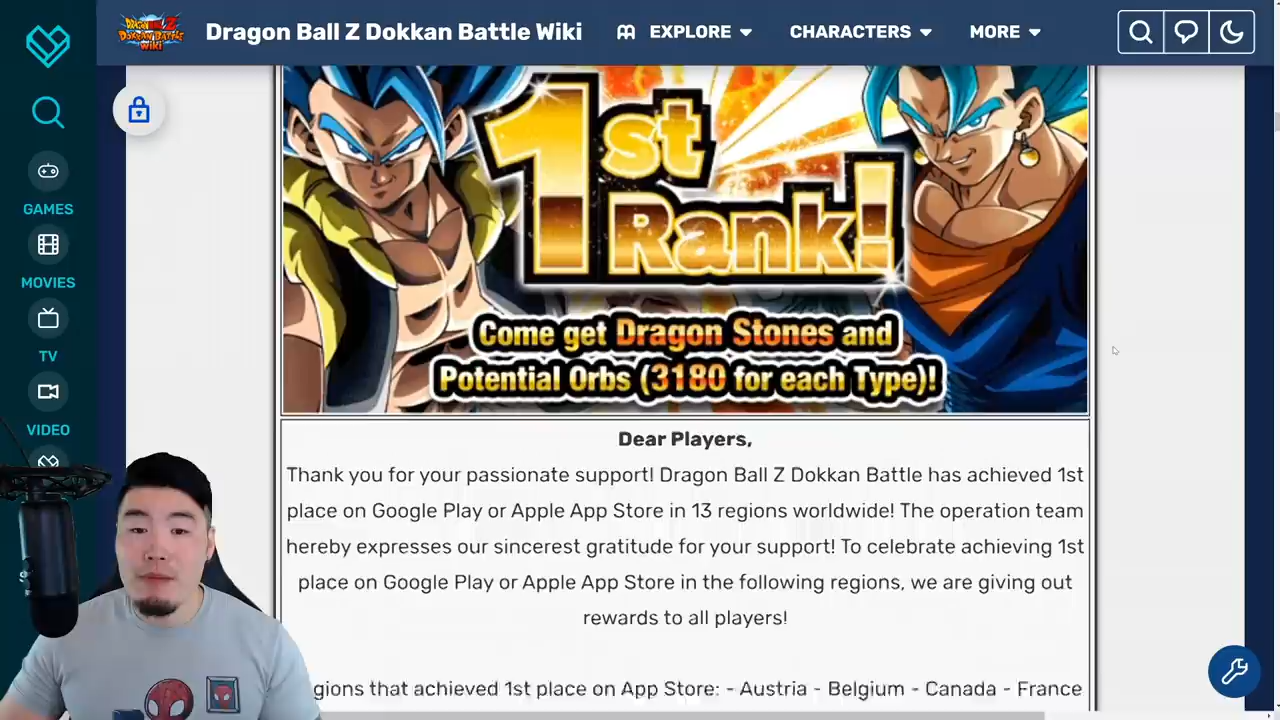 DRAGON BALL Z DOKKAN BATTLE WIKI
Dragon Ball Z Dokkan Battle Wiki
EXPLORE
CHARACTERS
MORE
GAMES
MOVIES
TV
VIDEO
1st
Rank!
Come get Dragon Stones and
Potential Orbs (3180 for each Type)!
Dear Players,
Thank you for your passionate support! Dragon Ball Z Dokkan Battle has achieved 1st
place on Google Play or Apple App Store in 13 regions worldwide! The operation team
hereby expresses our sincerest gratitude for your support! To celebrate achieving 1st
place on Google Play or Apple App Store in the following regions, we are giving out
rewards to all players!
gions that achieved 1st place on App Store: - Austria - Belgium - Canada - France